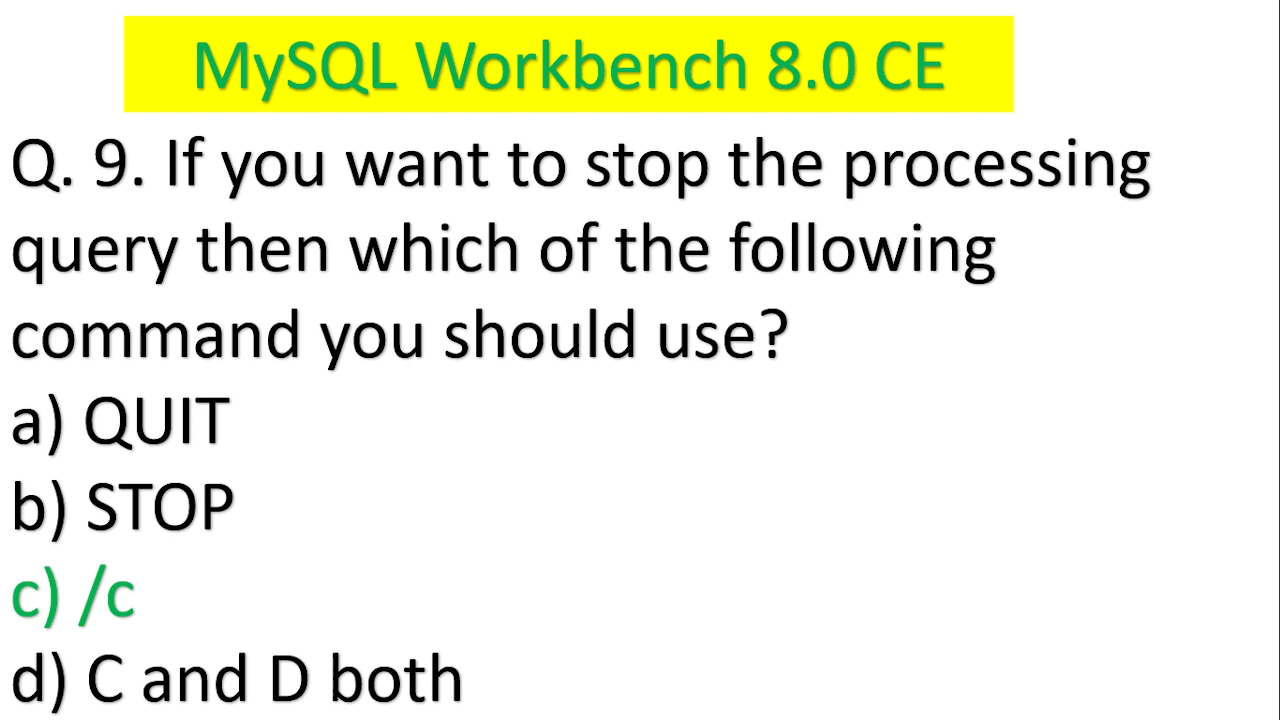 MySQL Workbench 8.0 CE
Q. 9. If you want to stop the processing
query then which of the following
command you should use?
a) QUIT
b) STOP
c) /c
d) C and D both